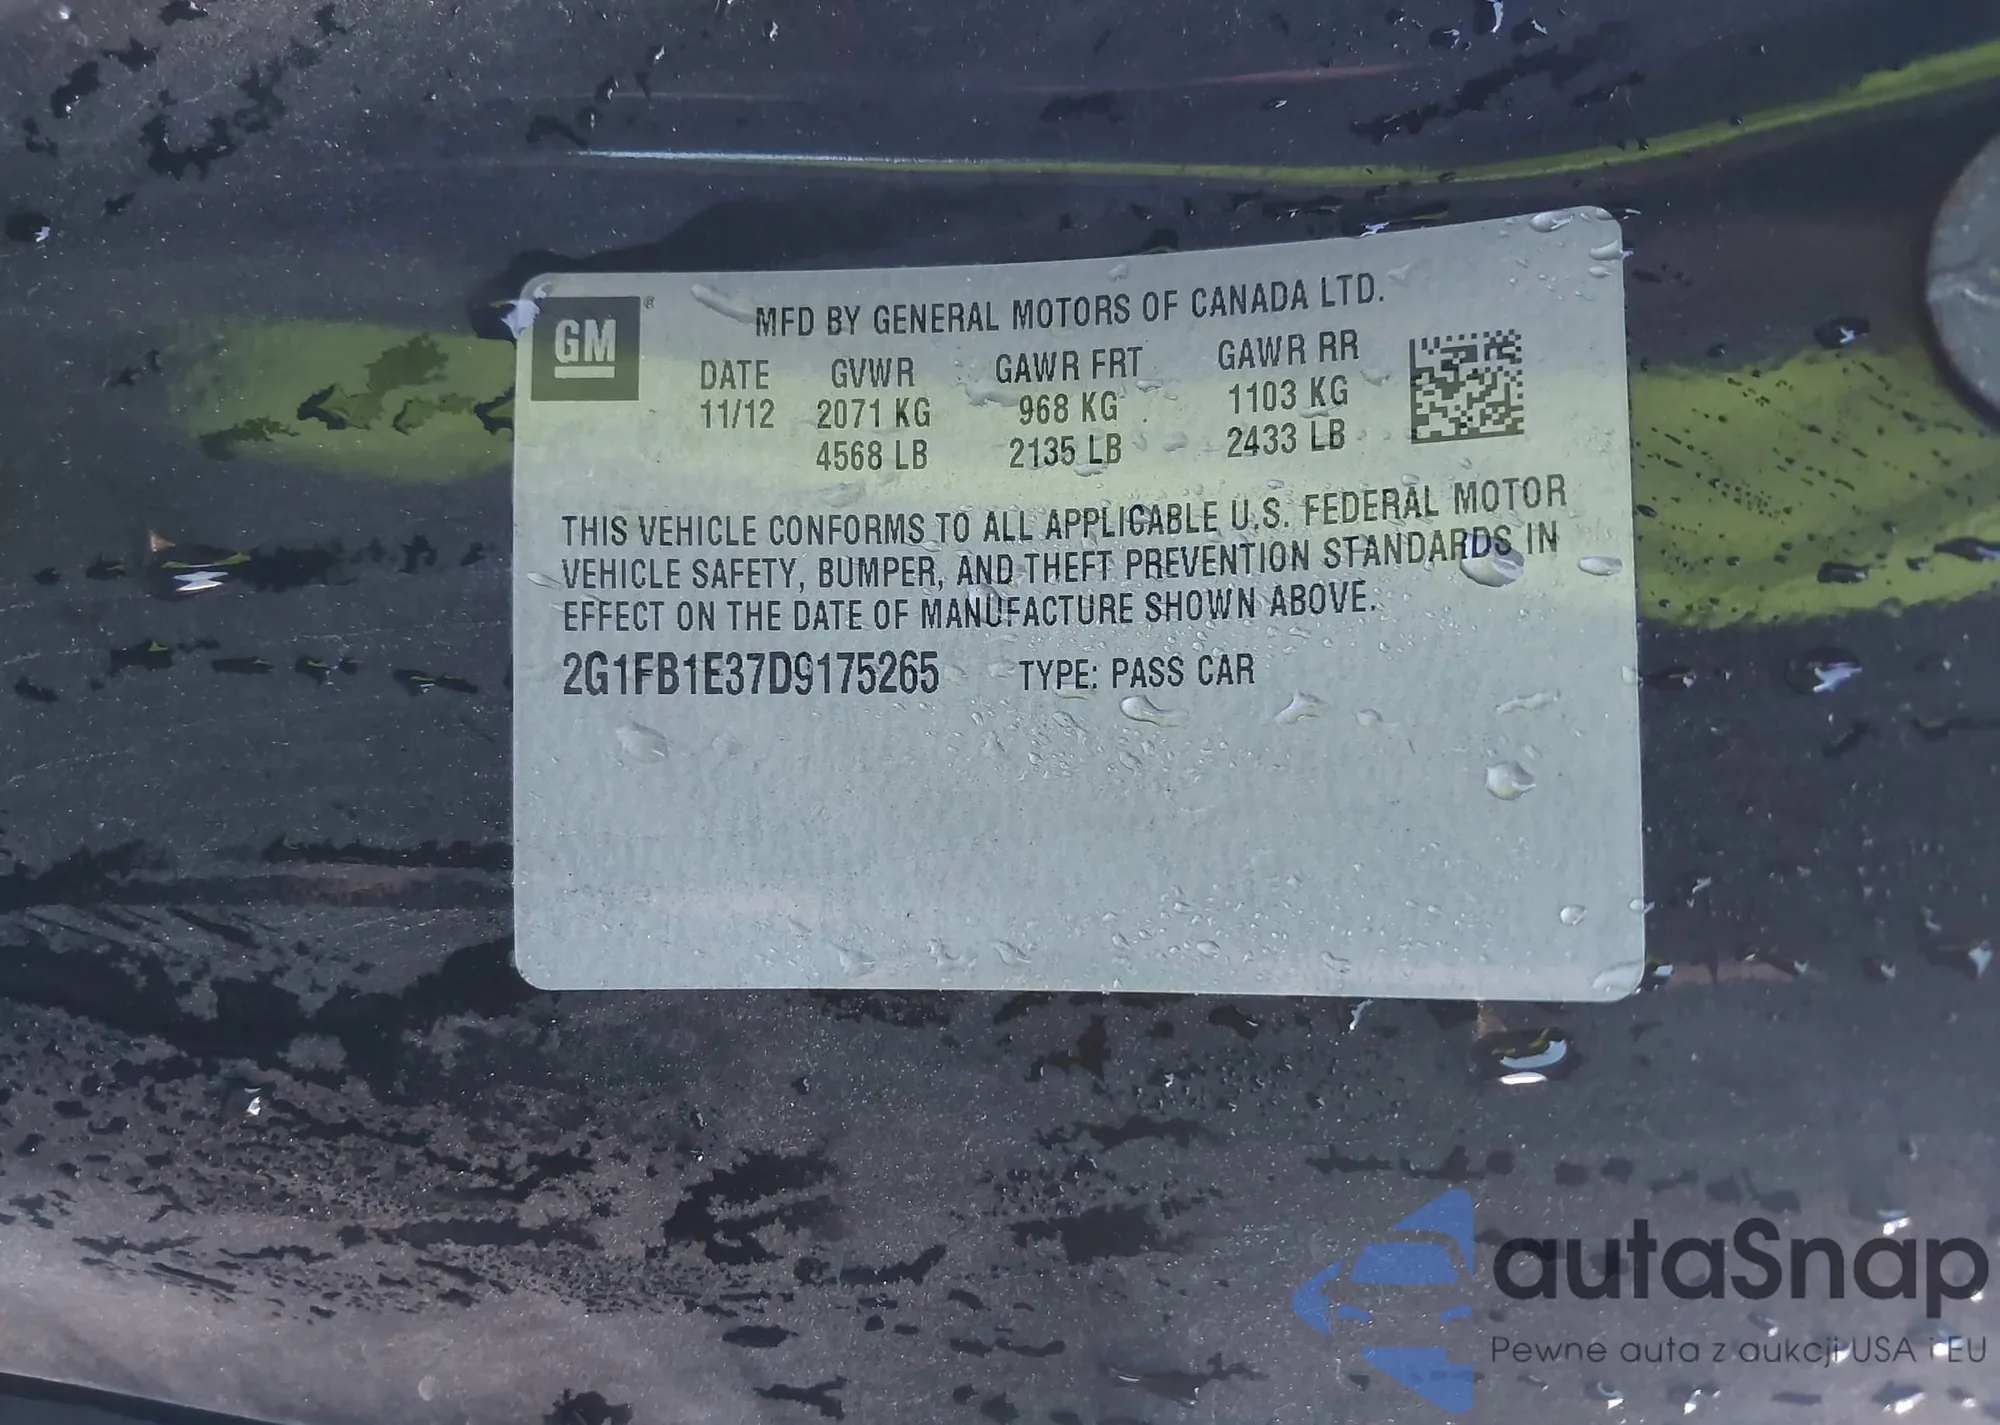 GM ®
MFD BY GENERAL MOTORS OF CANADA LTD.
DATE GVWR GAWR FRT GAWR RR
11/12 2071 KG 968 KG 1103 KG
4568 LB 2135 LB 2433 LB
THIS VEHICLE CONFORMS TO ALL APPLICABLE U.S. FEDERAL MOTOR
VEHICLE SAFETY, BUMPER, AND THEFT PREVENTION STANDARDS IN
EFFECT ON THE DATE OF MANUFACTURE SHOWN ABOVE.
2G1FB1E37D9175265 TYPE: PASS CAR
autaSnap
Pewne auta z aukcji USA i EU